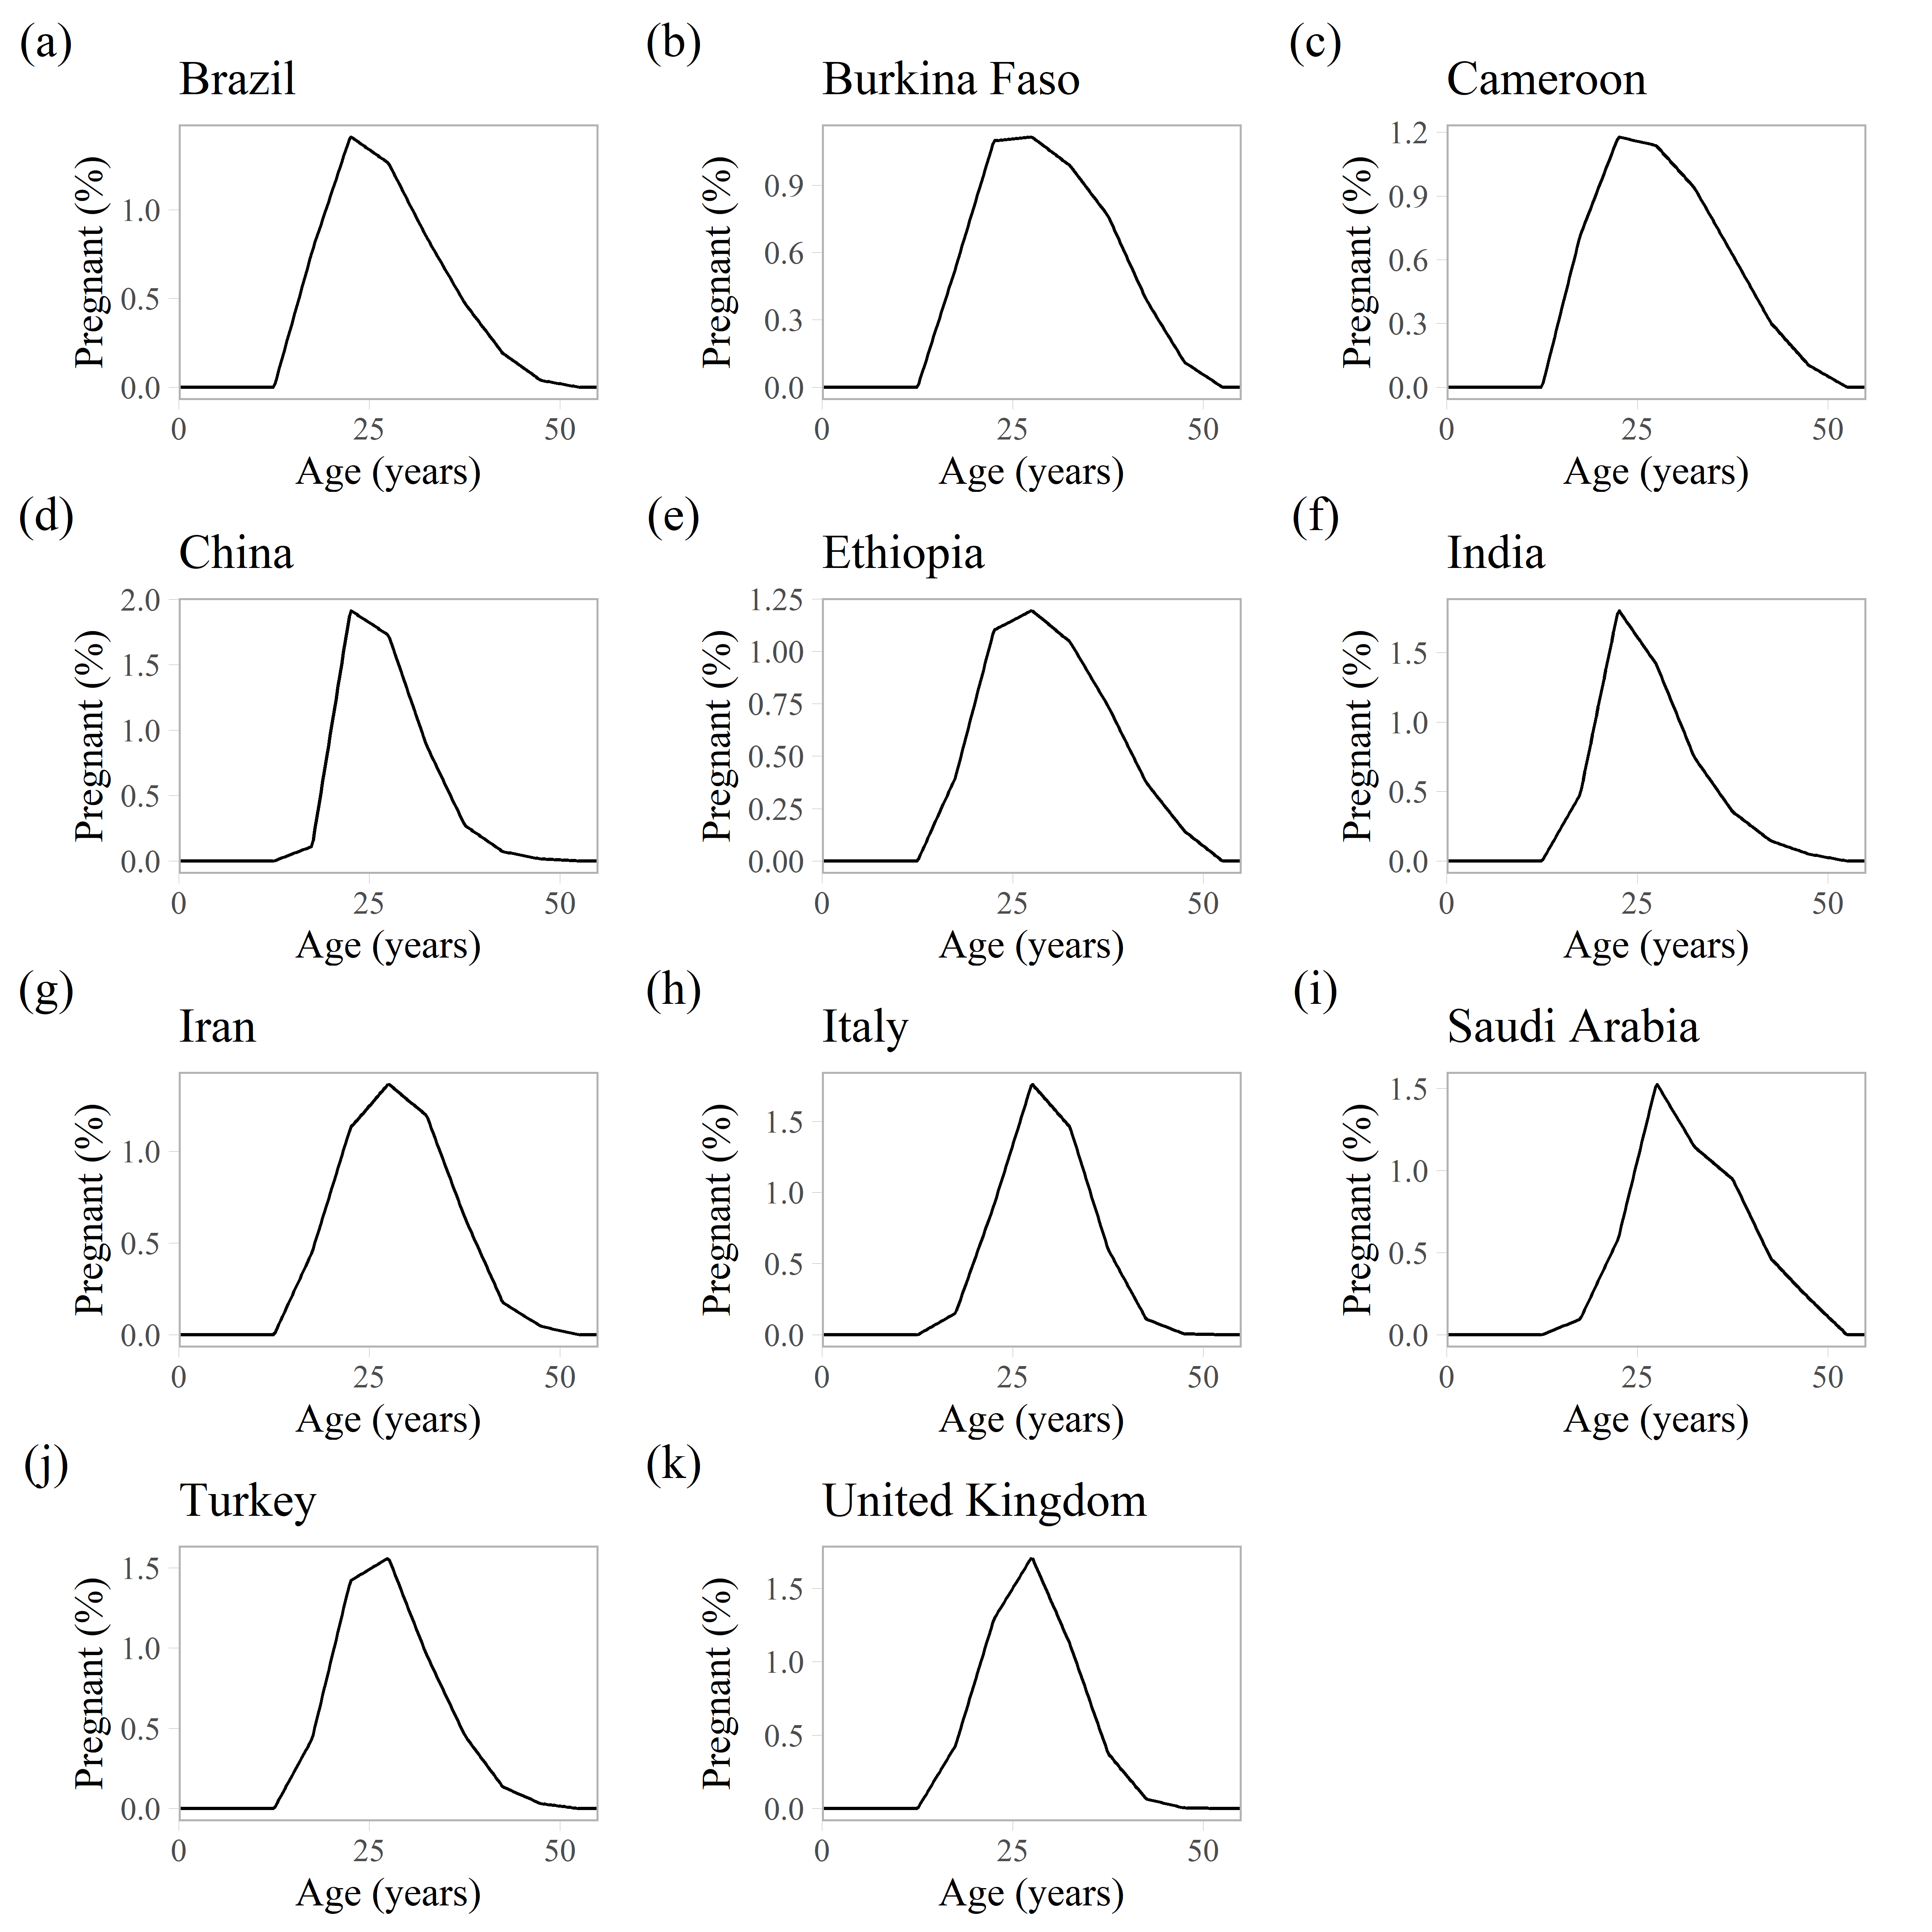 (a)
Brazil
Pregnant (%)
1.0
0.5
0.0
0 25 50
Age (years)
(b)
Burkina Faso
Pregnant (%)
0.9
0.6
0.3
0.0
0 25 50
Age (years)
(c)
Cameroon
Pregnant (%)
1.2
0.9
0.6
0.3
0.0
0 25 50
Age (years)
(d)
China
Pregnant (%)
2.0
1.5
1.0
0.5
0.0
0 25 50
Age (years)
(e)
Ethiopia
Pregnant (%)
1.25
1.00
0.75
0.50
0.25
0.00
0 25 50
Age (years)
(f)
India
Pregnant (%)
1.5
1.0
0.5
0.0
0 25 50
Age (years)
(g)
Iran
Pregnant (%)
1.0
0.5
0.0
0 25 50
Age (years)
(h)
Italy
Pregnant (%)
1.5
1.0
0.5
0.0
0 25 50
Age (years)
(i)
Saudi Arabia
Pregnant (%)
1.5
1.0
0.5
0.0
0 25 50
Age (years)
(j)
Turkey
Pregnant (%)
1.5
1.0
0.5
0.0
0 25 50
Age (years)
(k)
United Kingdom
Pregnant (%)
1.5
1.0
0.5
0.0
0 25 50
Age (years)